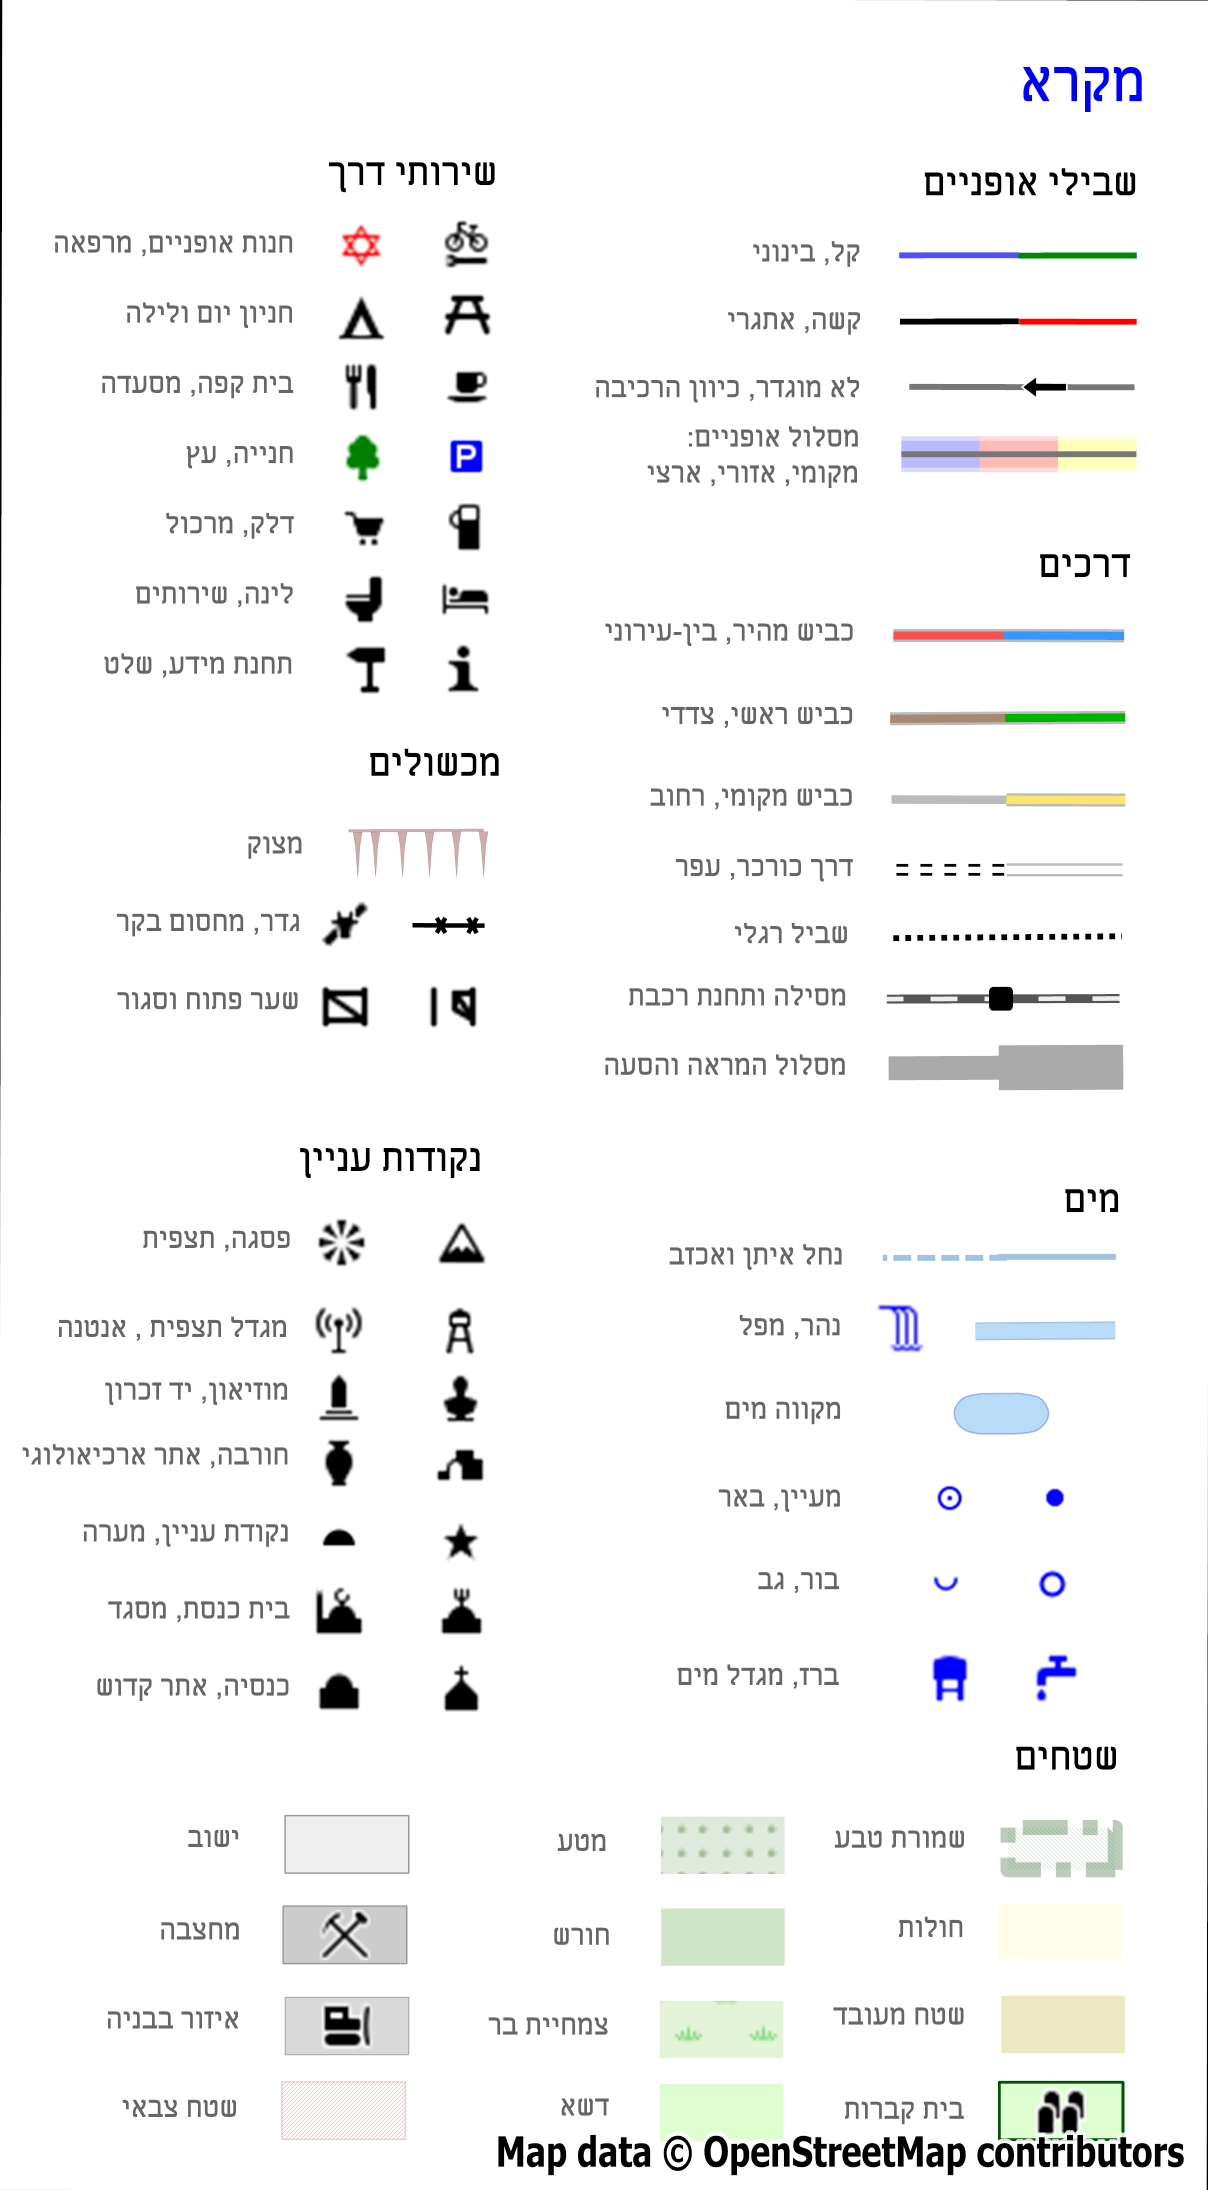 מקרא
שבילי אופניים
קל, בינוני
קשה, אתגרי
לא מוגדר, כיוון הרכיבה
מסלול אופניים:
מקומי, אזורי, ארצי
דרכים
כביש מהיר, בין-עירוני
כביש ראשי, צדדי
כביש מקומי, רחוב
דרך כורכר, עפר
שביל רגלי
מסילה ותחנת רכבת
מסלול המראה והסעה
מים
נחל איתן ואכזב
נהר, מפל
מקווה מים
מעיין, באר
בור, גב
ברז, מגדל מים
שירותי דרך
חנות אופניים, מרפאה
חניון יום ולילה
בית קפה, מסעדה
חנייה, עץ
P
דלק, מרכול
לינה, שירותים
תחנת מידע, שלט
מכשולים
מצוק
גדר, מחסום בקר
שער פתוח וסגור
נקודות עניין
פסגה, תצפית
מגדל תצפית , אנטנה
מוזיאון, יד זכרון
חורבה, אתר ארכיאולוגי
נקודת עניין, מערה
בית כנסת, מסגד
כנסיה, אתר קדוש
שטחים
שמורת טבע
חולות
שטח מעובד
בית קברות
מטע
חורש
צמחיית בר
דשא
ישוב
מחצבה
איזור בבניה
שטח צבאי
Map data © OpenStreetMap contributors